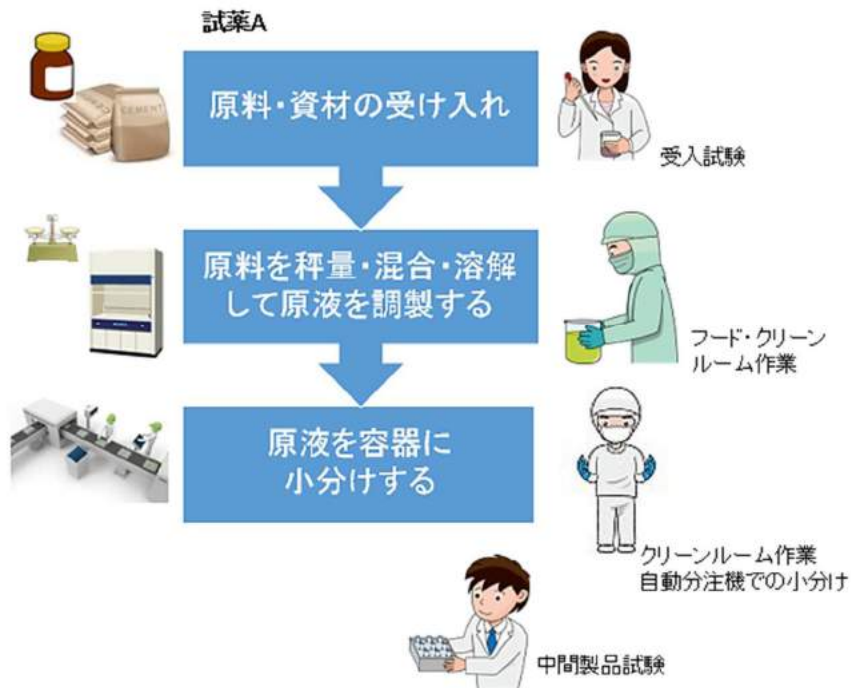 試薬A
原料・資材の受け入れ
CEMENT
受入試験
原料を秤量・混合・溶解
して原液を調製する
フード・クリーン
ルーム作業
原液を容器に
小分けする
クリーンルーム作業
自動分注機での小分け
中間製品試験